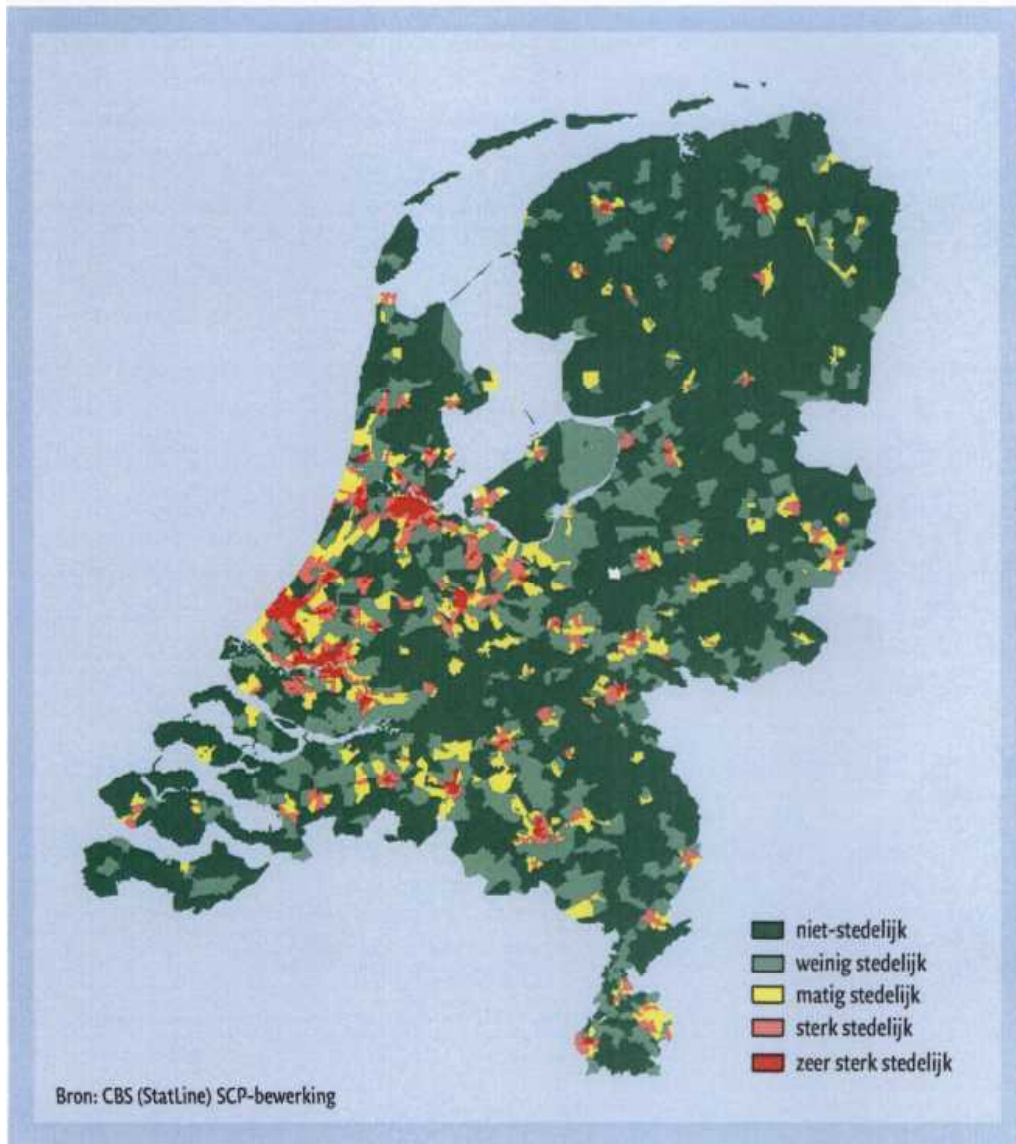 niet-stedelijk
weinig stedelijk
matig stedelijk
sterk stedelijk
zeer sterk stedelijk
Bron: CBS (StatLine) SCP-bewerking